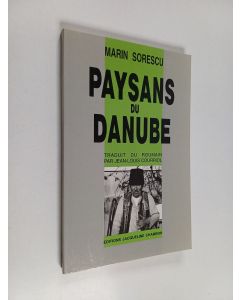 MARIN SORESCU
PAYSANS
DU
DANUBE
TRADUIT DU ROUMAIN
PAR JEAN-LOUIS COURRIOL
EDITIONS JACQUELINE CHAMBON